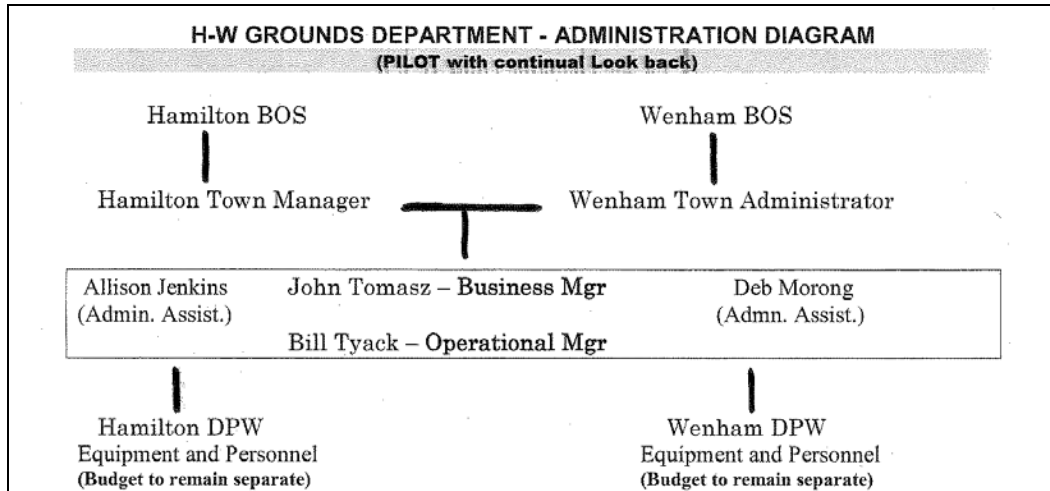 H-W GROUNDS DEPARTMENT - ADMINISTRATION DIAGRAM
(PILOT with continual Look back)
Hamilton BOS
Wenham BOS
Hamilton Town Manager
Wenham Town Administrator
Allison Jenkins
(Admin. Assist.)
John Tomasz – Business Mgr
Bill Tyack – Operational Mgr
Deb Morong
(Admn. Assist.)
Hamilton DPW
Equipment and Personnel
(Budget to remain separate)
Wenham DPW
Equipment and Personnel
(Budget to remain separate)